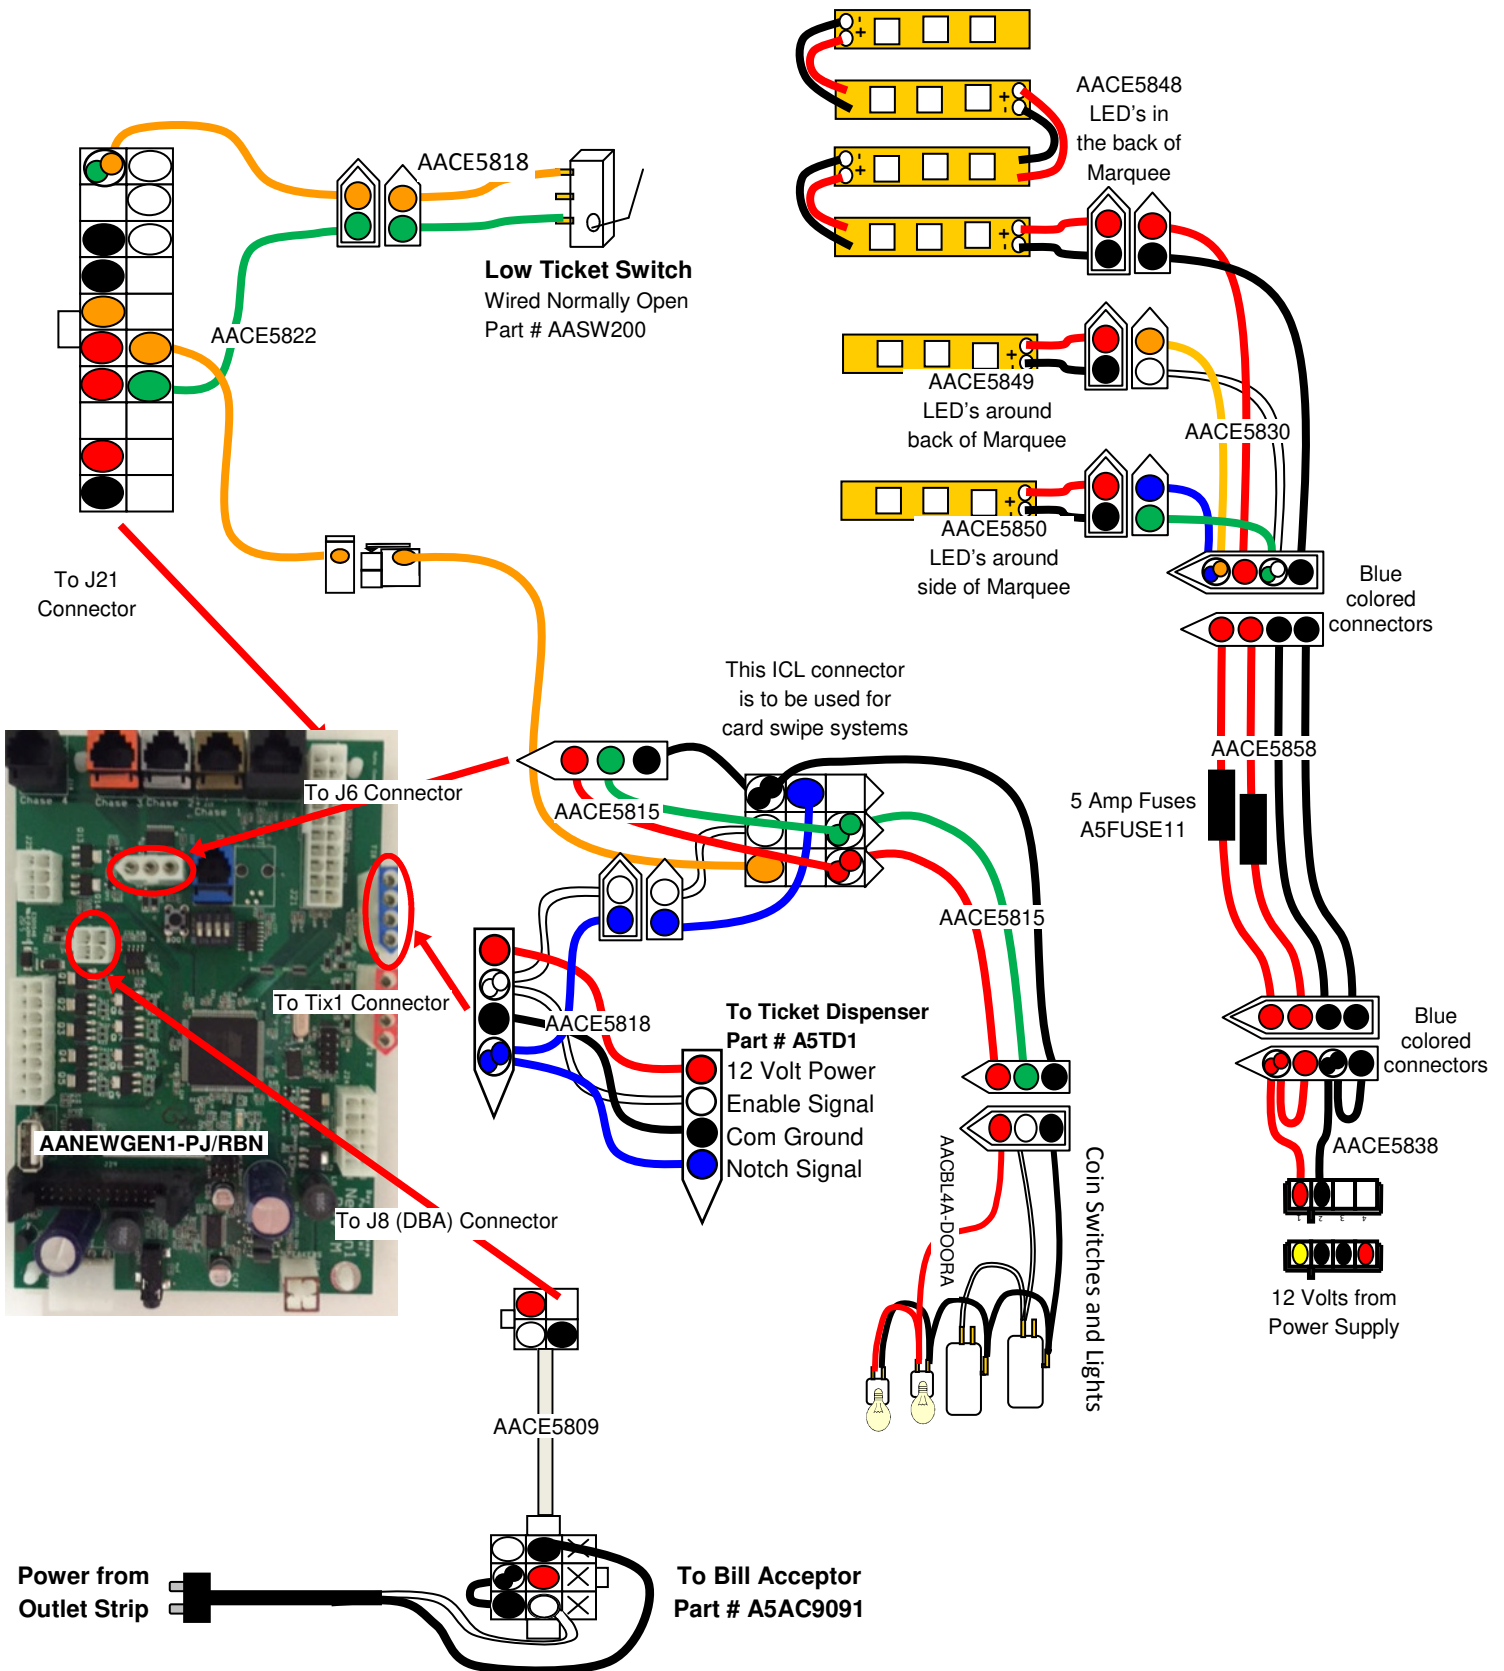 AACE5848
LED's in
the back of
Marquee
AACE5818
Low Ticket Switch
Wired Normally Open
Part # AASW200
AACE5822
AACE5849
LED's around
back of Marquee
AACE5830
AACE5850
LED's around
side of Marquee
To J21
Connector
Blue
colored
connectors
This ICL connector
is to be used for
card swipe systems
AACE5858
5 Amp Fuses
A5FUSE11
To J6 Connector
AACE5815
AACE5815
To Tix1 Connector
AACE5818
To Ticket Dispenser
Part # A5TD1
12 Volt Power
Enable Signal
Com Ground
Notch Signal
Blue
colored
connectors
AACE5838
1 2 3 4
12 Volts from
Power Supply
AANEWGEN1-PJ/RBN
AACBL4A-DOORA
Coin Switches and Lights
To J8 (DBA) Connector
AACE5809
Power from
Outlet Strip
To Bill Acceptor
Part # A5AC9091